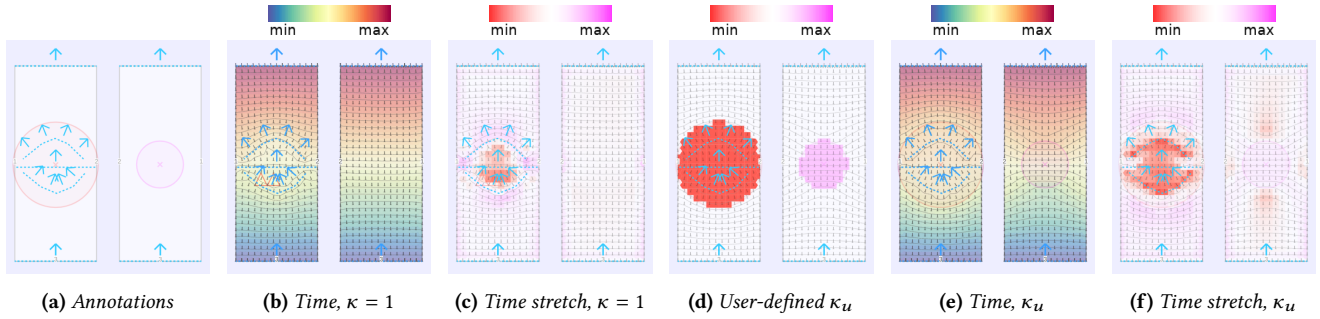 min max
min max
min max
min max
min max
(a) Annotations
(b) Time, κ = 1
(c) Time stretch, κ = 1
(d) User-defined κᵤ
(e) Time, κᵤ
(f) Time stretch, κᵤ